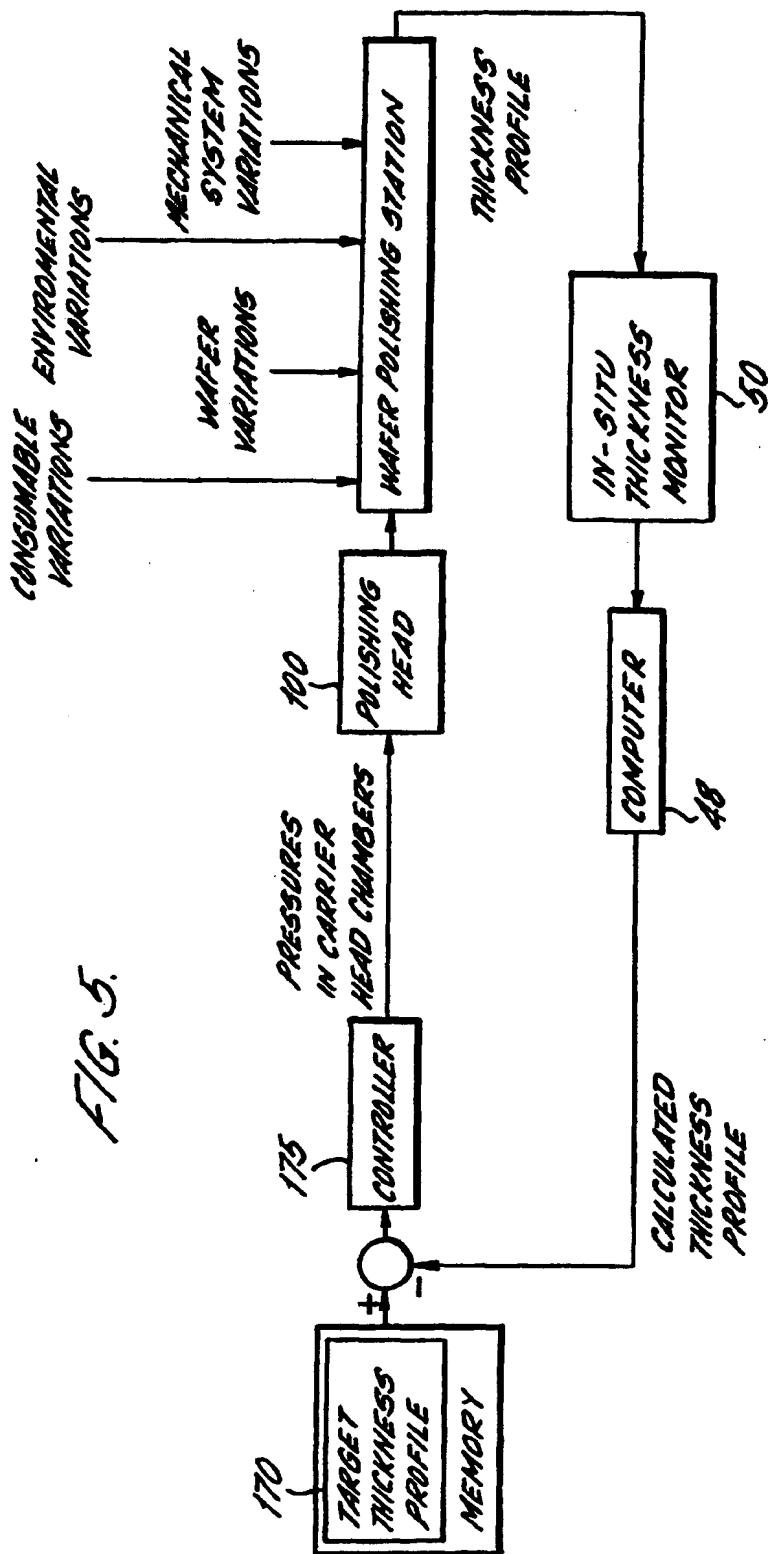 FIG. 5.
CONSUMABLE
VARIATIONS
ENVIROMENTAL
VARIATIONS
WAFER
VARIATIONS
MECHANICAL
SYSTEM
VARIATIONS
170
TARGET
THICKNESS
PROFILE
MEMORY
+
-
175
CONTROLLER
PRESSURES
IN CARRIER
HEAD CHAMBERS
100
POLISHING
HEAD
WAFER POLISHING STATION
THICKNESS
PROFILE
IN-SITU
THICKNESS
MONITOR
50
COMPUTER
48
CALCULATED
THICKNESS
PROFILE